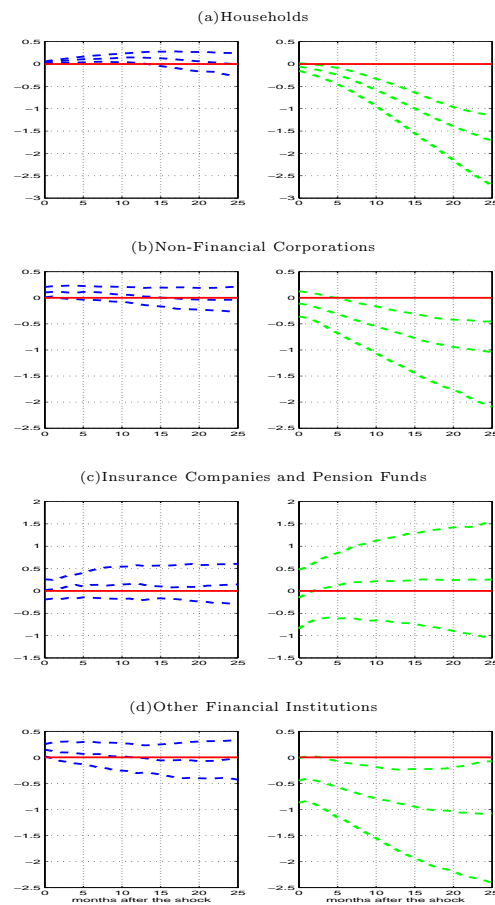 (a)Households
0.5 0 −0.5 −1 −1.5 −2 −2.5 −3
0 5 10 15 20 25
0.5 0 −0.5 −1 −1.5 −2 −2.5 −3
0 5 10 15 20 25
(b)Non-Financial Corporations
0.5 0 −0.5 −1 −1.5 −2 −2.5
0 5 10 15 20 25
0.5 0 −0.5 −1 −1.5 −2 −2.5
0 5 10 15 20 25
(c)Insurance Companies and Pension Funds
2 1.5 1 0.5 0 −0.5 −1 −1.5
0 5 10 15 20 25
2 1.5 1 0.5 0 −0.5 −1 −1.5
0 5 10 15 20 25
(d)Other Financial Institutions
0.5 0 −0.5 −1 −1.5 −2 −2.5
0 5 10 15 20 25
months after the shock
0.5 0 −0.5 −1 −1.5 −2 −2.5
0 5 10 15 20 25
months after the shock